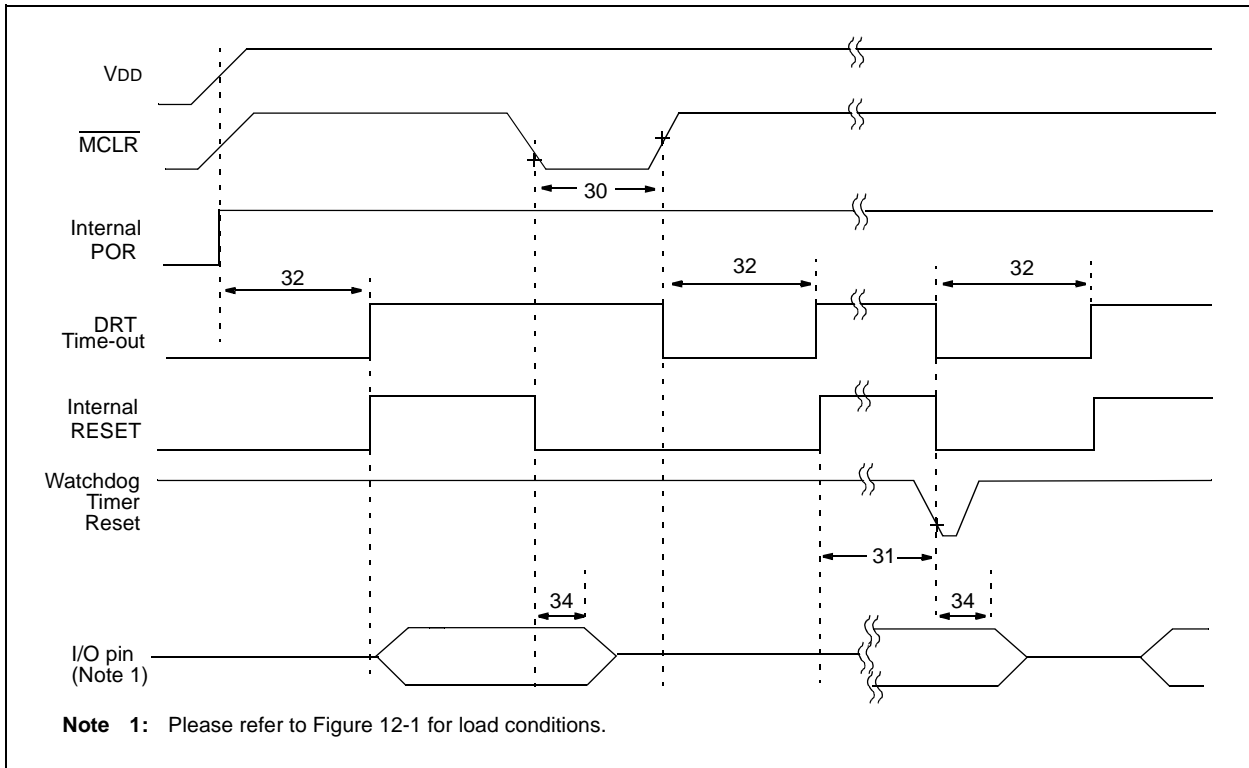 VDD
MCLR
30
Internal
POR
32
32
32
DRT
Time-out
Internal
RESET
Watchdog
Timer
Reset
31
34
34
I/O pin
(Note 1)
Note 1: Please refer to Figure 12-1 for load conditions.